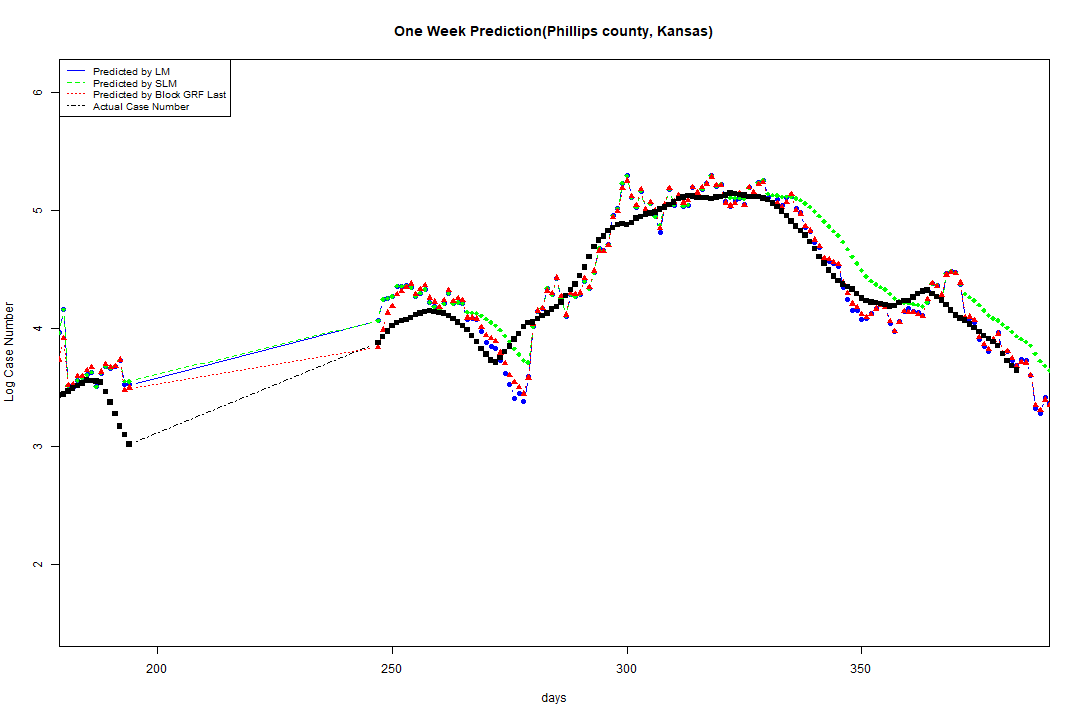 One Week Prediction(Phillips county, Kansas)
Predicted by LM
Predicted by SLM
Predicted by Block GRF Last
Actual Case Number
6
5
4
3
2
Log Case Number
200 250 300 350
days